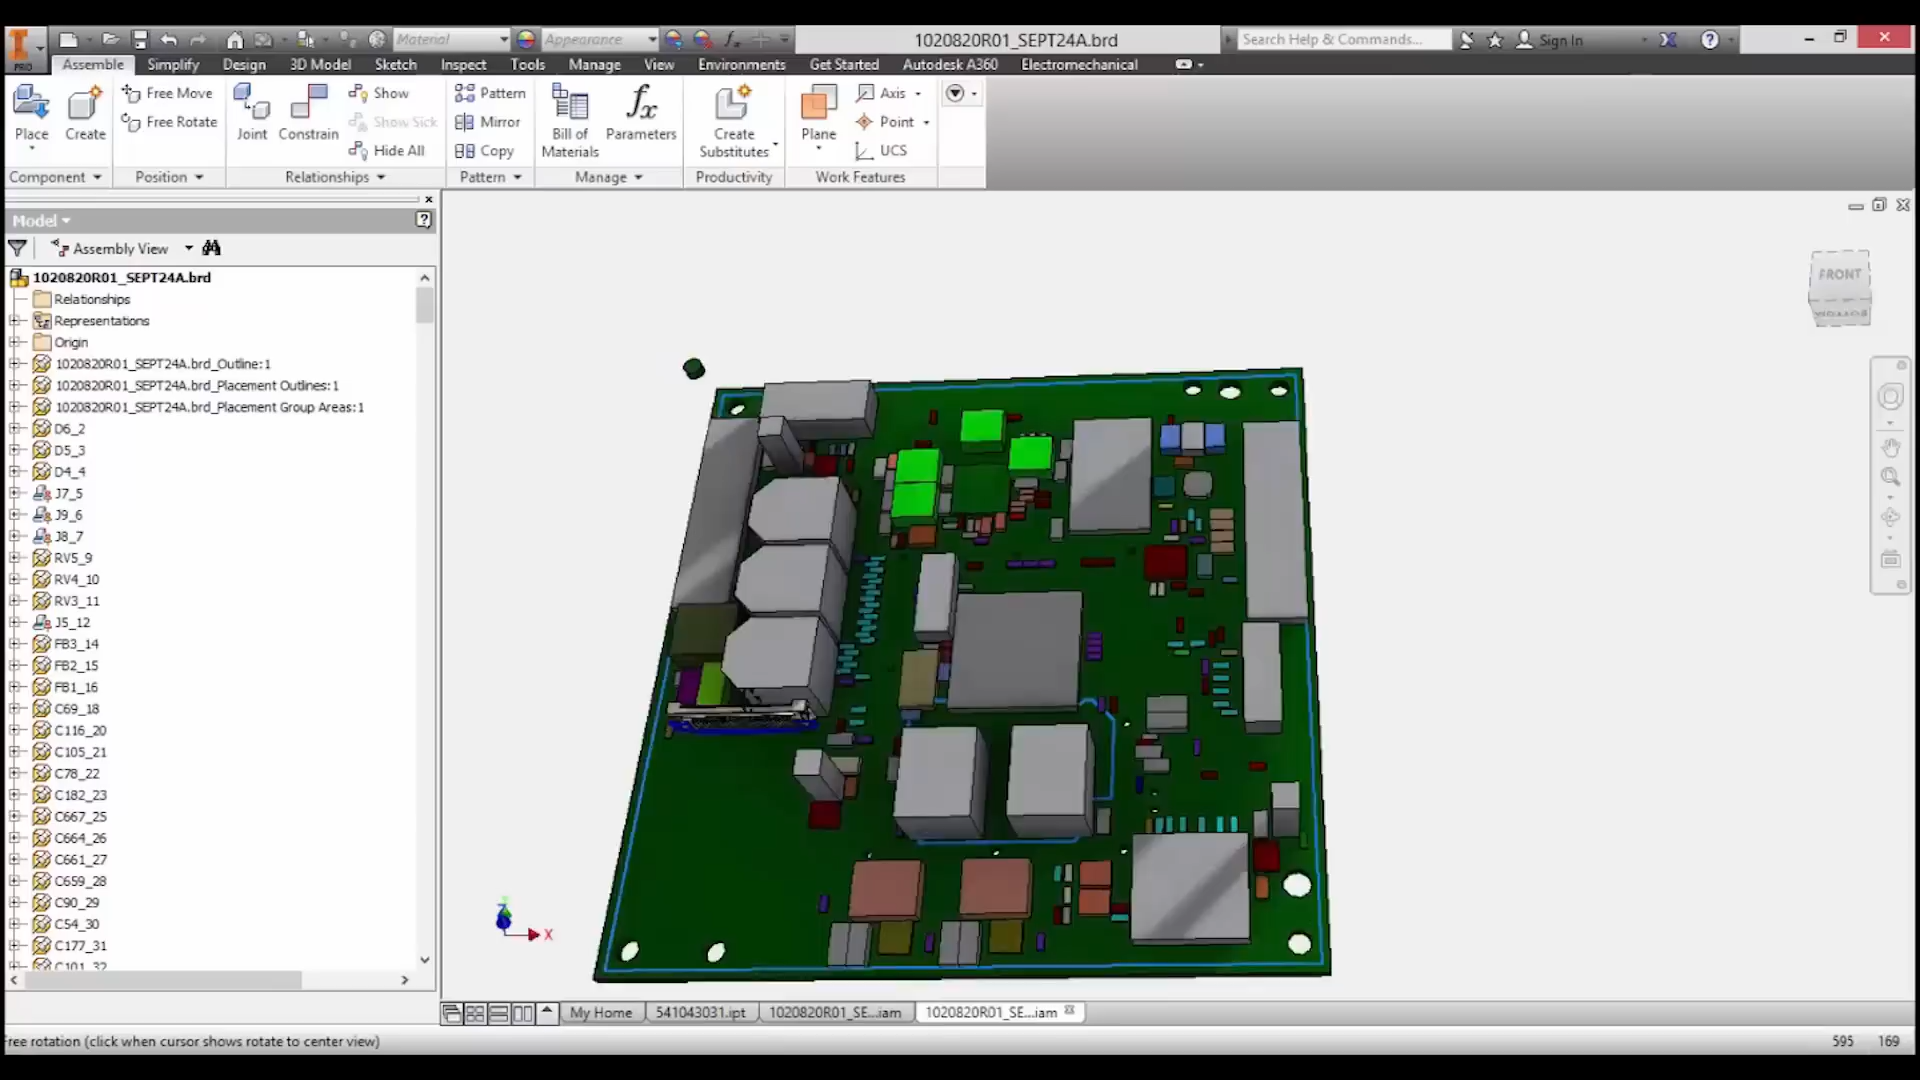 Material
Appearance
1020820R01_SEPT24A.brd
Search Help & Commands...
Sign In
PRO
Assemble
Simplify
Design
3D Model
Sketch
Inspect
Tools
Manage
View
Environments
Get Started
Autodesk A360
Electromechanical
Place
Create
Free Move
Free Rotate
Joint
Constrain
Show
Show Sick
Hide All
Pattern
Mirror
Copy
Bill of
Materials
Parameters
Create
Substitutes
Plane
Axis
Point
UCS
Component
Position
Relationships
Pattern
Manage
Productivity
Work Features
Model
Assembly View
1020820R01_SEPT24A.brd
Relationships
Representations
Origin
1020820R01_SEPT24A.brd_Outline:1
1020820R01_SEPT24A.brd_Placement Outlines:1
1020820R01_SEPT24A.brd_Placement Group Areas:1
D6_2
D5_3
D4_4
J7_5
J9_6
J8_7
RV5_9
RV4_10
RV3_11
J5_12
FB3_14
FB2_15
FB1_16
C69_18
C116_20
C105_21
C78_22
C182_23
C667_25
C664_26
C661_27
C659_28
C90_29
C54_30
C177_31
C101_32
FRONT
BOTTOM
Z
X
My Home
541043031.ipt
1020820R01_SE...iam
1020820R01_SE...iam
Free rotation (click when cursor shows rotate to center view)
595
169